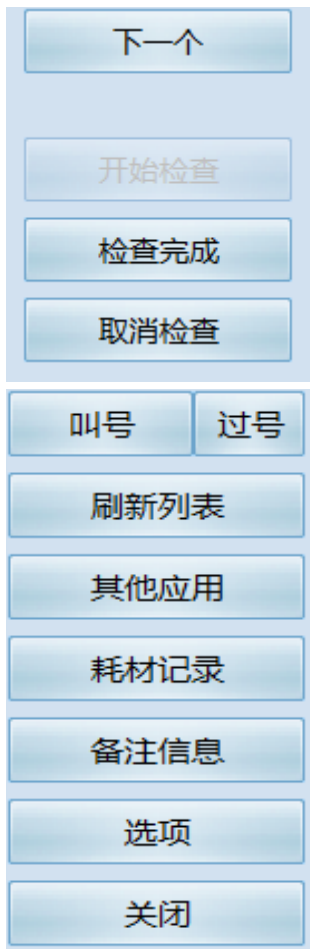 下一个
开始检查
检查完成
取消检查
叫号 过号
刷新列表
其他应用
耗材记录
备注信息
选项
关闭